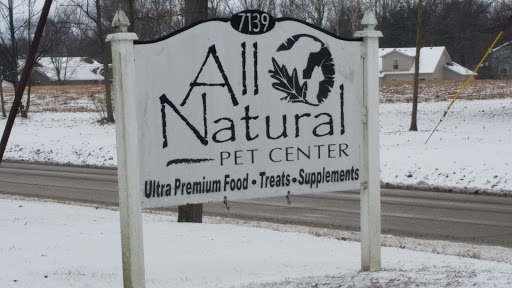 7139
All
Natural
PET CENTER
Ultra Premium Food • Treats • Supplements